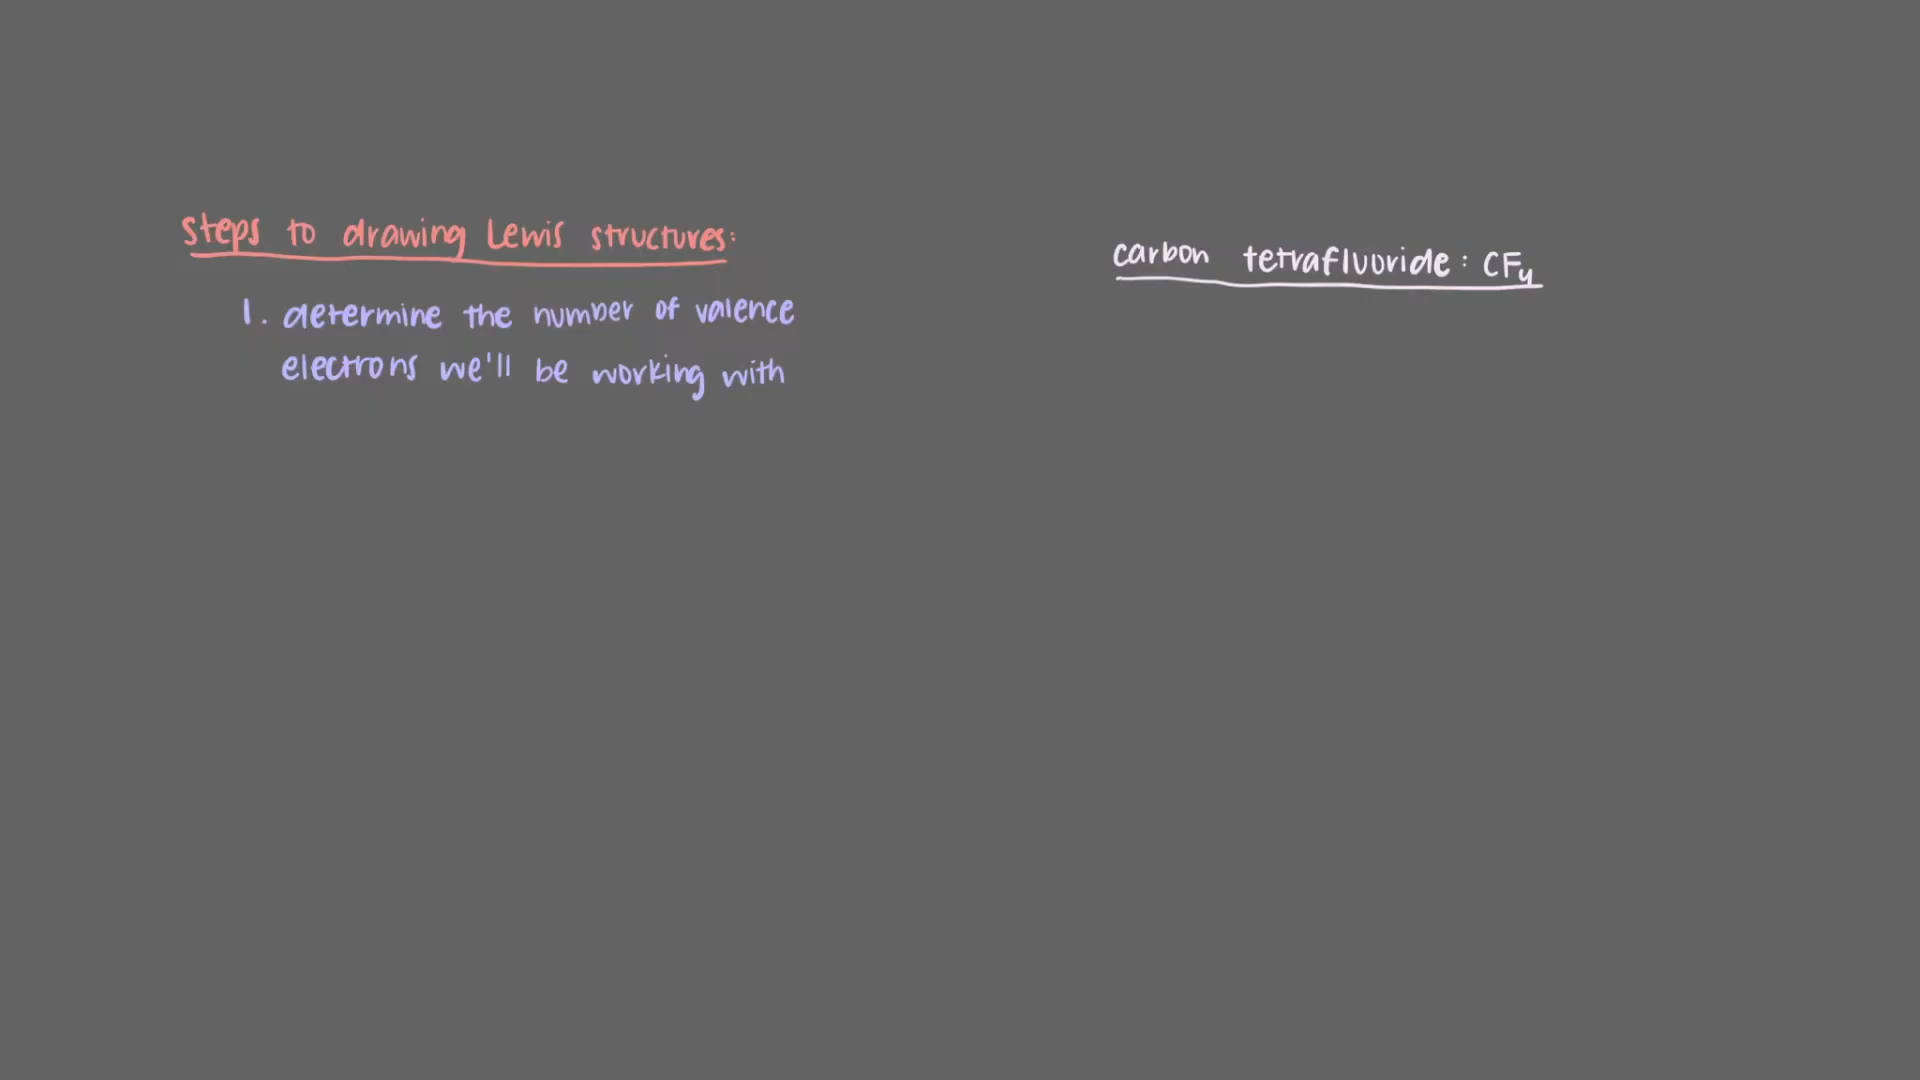 steps to drawing Lewis structures:
1. determine the number of valence
electrons we'll be working with
carbon tetrafluoride: CF₄